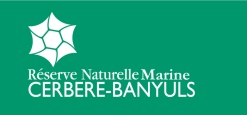 Réserve Naturelle Marine
CERBERE-BANYULS